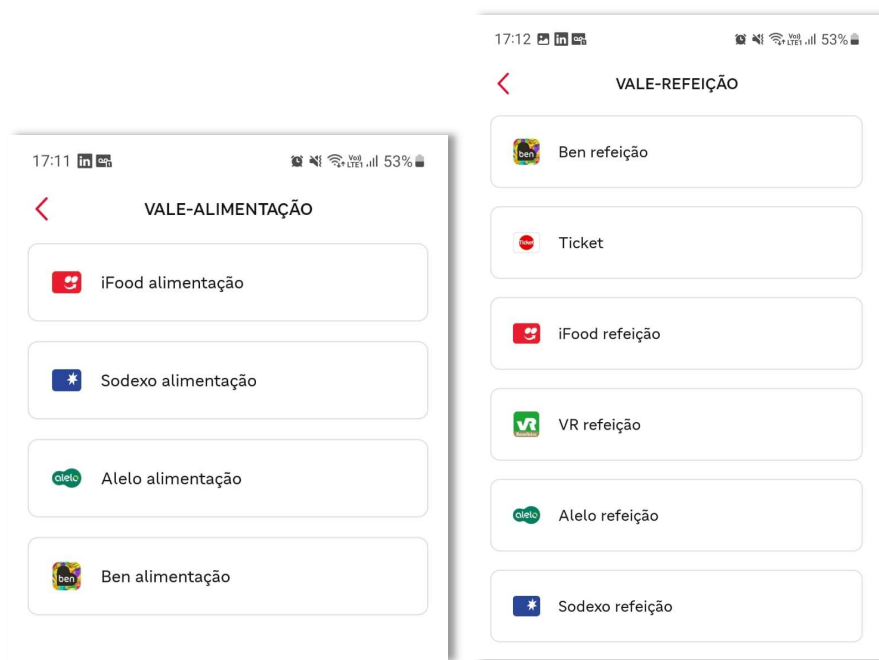 17:11
53%
VALE-ALIMENTAÇÃO
iFood alimentação
Sodexo alimentação
alelo
Alelo alimentação
ben
Ben alimentação
17:12
53%
VALE-REFEIÇÃO
ben
Ben refeição
Ticket
Ticket
iFood refeição
VR
VR refeição
alelo
Alelo refeição
Sodexo refeição